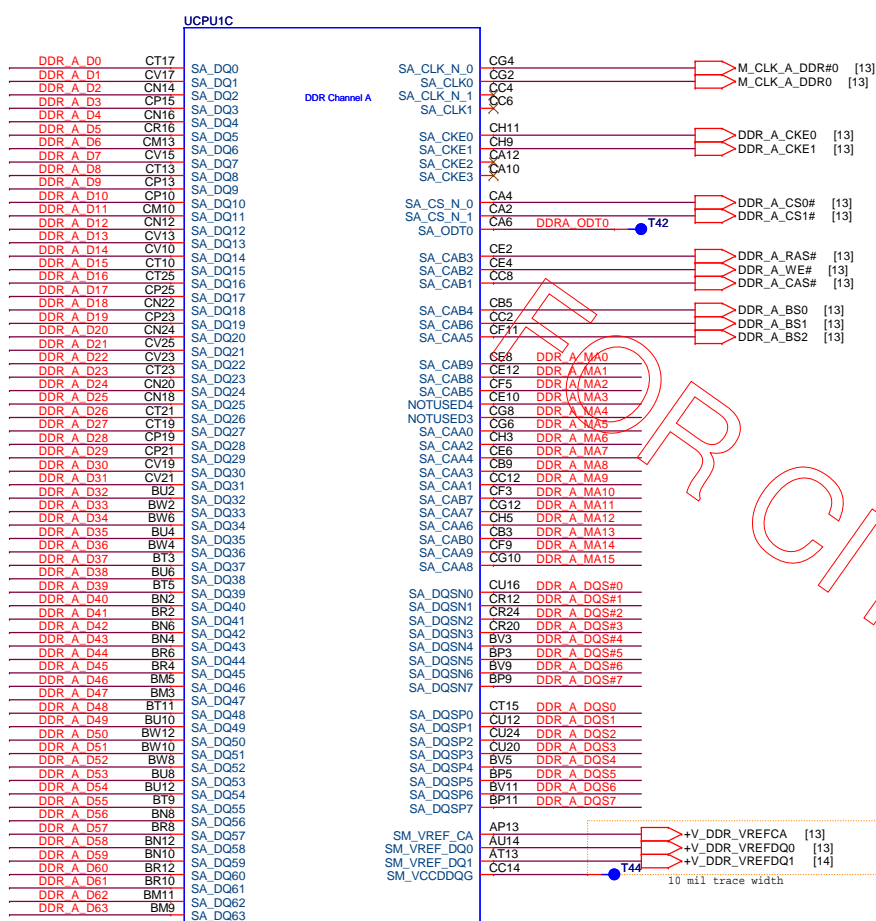 UCPU1C
DDR Channel A
DDR_A_D0 CT17 SA_DQ0
DDR_A_D1 CV17 SA_DQ1
DDR_A_D2 CN14 SA_DQ2
DDR_A_D3 CP15 SA_DQ3
DDR_A_D4 CN16 SA_DQ4
DDR_A_D5 CR16 SA_DQ5
DDR_A_D6 CM13 SA_DQ6
DDR_A_D7 CV15 SA_DQ7
DDR_A_D8 CT13 SA_DQ8
DDR_A_D9 CP13 SA_DQ9
DDR_A_D10 CP10 SA_DQ10
DDR_A_D11 CM10 SA_DQ11
DDR_A_D12 CN12 SA_DQ12
DDR_A_D13 CV13 SA_DQ13
DDR_A_D14 CV10 SA_DQ14
DDR_A_D15 CT10 SA_DQ15
DDR_A_D16 CT25 SA_DQ16
DDR_A_D17 CP25 SA_DQ17
DDR_A_D18 CN22 SA_DQ18
DDR_A_D19 CP23 SA_DQ19
DDR_A_D20 CN24 SA_DQ20
DDR_A_D21 CV25 SA_DQ21
DDR_A_D22 CV23 SA_DQ22
DDR_A_D23 CT23 SA_DQ23
DDR_A_D24 CN20 SA_DQ24
DDR_A_D25 CN18 SA_DQ25
DDR_A_D26 CT21 SA_DQ26
DDR_A_D27 CT19 SA_DQ27
DDR_A_D28 CP19 SA_DQ28
DDR_A_D29 CP21 SA_DQ29
DDR_A_D30 CV19 SA_DQ30
DDR_A_D31 CV21 SA_DQ31
DDR_A_D32 BU2 SA_DQ32
DDR_A_D33 BW2 SA_DQ33
DDR_A_D34 BW6 SA_DQ34
DDR_A_D35 BU4 SA_DQ35
DDR_A_D36 BW4 SA_DQ36
DDR_A_D37 BT3 SA_DQ37
DDR_A_D38 BU6 SA_DQ38
DDR_A_D39 BT5 SA_DQ39
DDR_A_D40 BN2 SA_DQ40
DDR_A_D41 BR2 SA_DQ41
DDR_A_D42 BN6 SA_DQ42
DDR_A_D43 BN4 SA_DQ43
DDR_A_D44 BR6 SA_DQ44
DDR_A_D45 BR4 SA_DQ45
DDR_A_D46 BM5 SA_DQ46
DDR_A_D47 BM3 SA_DQ47
DDR_A_D48 BT11 SA_DQ48
DDR_A_D49 BU10 SA_DQ49
DDR_A_D50 BW12 SA_DQ50
DDR_A_D51 BW10 SA_DQ51
DDR_A_D52 BW8 SA_DQ52
DDR_A_D53 BU8 SA_DQ53
DDR_A_D54 BU12 SA_DQ54
DDR_A_D55 BT9 SA_DQ55
DDR_A_D56 BN8 SA_DQ56
DDR_A_D57 BR8 SA_DQ57
DDR_A_D58 BN12 SA_DQ58
DDR_A_D59 BN10 SA_DQ59
DDR_A_D60 BR12 SA_DQ60
DDR_A_D61 BR10 SA_DQ61
DDR_A_D62 BM11 SA_DQ62
DDR_A_D63 BM9 SA_DQ63
SA_CLK_N_0 CG4 M_CLK_A_DDR#0 [13]
SA_CLK0 CG2 M_CLK_A_DDR0 [13]
SA_CLK_N_1 CC4
SA_CLK1 CC6
SA_CKE0 CH11 DDR_A_CKE0 [13]
SA_CKE1 CH9 DDR_A_CKE1 [13]
SA_CKE2 CA12
SA_CKE3 CA10
SA_CS_N_0 CA4 DDR_A_CS0# [13]
SA_CS_N_1 CA2 DDR_A_CS1# [13]
SA_ODT0 CA6 DDRA_ODT0 T42
SA_CAB3 CE2 DDR_A_RAS# [13]
SA_CAB2 CE4 DDR_A_WE# [13]
SA_CAB1 CC8 DDR_A_CAS# [13]
SA_CAB4 CB5 DDR_A_BS0 [13]
SA_CAB6 CC2 DDR_A_BS1 [13]
SA_CAA5 CF11 DDR_A_BS2 [13]
SA_CAB9 CE8 DDR_A_MA0
SA_CAB8 CE12 DDR_A_MA1
SA_CAB5 CF5 DDR_A_MA2
NOTUSED4 CE10 DDR_A_MA3
NOTUSED3 CG8 DDR_A_MA4
SA_CAA0 CG6 DDR_A_MA5
SA_CAA2 CH3 DDR_A_MA6
SA_CAA4 CE6 DDR_A_MA7
SA_CAA3 CB9 DDR_A_MA8
SA_CAA1 CC12 DDR_A_MA9
SA_CAB7 CF3 DDR_A_MA10
SA_CAA7 CG12 DDR_A_MA11
SA_CAA6 CH5 DDR_A_MA12
SA_CAB0 CB3 DDR_A_MA13
SA_CAA9 CF9 DDR_A_MA14
SA_CAA8 CG10 DDR_A_MA15
SA_DQSN0 CU16 DDR_A_DQS#0
SA_DQSN1 CR12 DDR_A_DQS#1
SA_DQSN2 CR24 DDR_A_DQS#2
SA_DQSN3 CR20 DDR_A_DQS#3
SA_DQSN4 BV3 DDR_A_DQS#4
SA_DQSN5 BP3 DDR_A_DQS#5
SA_DQSN6 BV9 DDR_A_DQS#6
SA_DQSN7 BP9 DDR_A_DQS#7
SA_DQSP0 CT15 DDR_A_DQS0
SA_DQSP1 CU12 DDR_A_DQS1
SA_DQSP2 CU24 DDR_A_DQS2
SA_DQSP3 CU20 DDR_A_DQS3
SA_DQSP4 BV5 DDR_A_DQS4
SA_DQSP5 BP5 DDR_A_DQS5
SA_DQSP6 BV11 DDR_A_DQS6
SA_DQSP7 BP11 DDR_A_DQS7
SM_VREF_CA AP13 +V_DDR_VREFCA [13]
SM_VREF_DQ0 AU14 +V_DDR_VREFDQ0 [13]
SM_VREF_DQ1 AT13 +V_DDR_VREFDQ1 [14]
SM_VCCDDQG CC14 T44
10 mil trace width
FOR